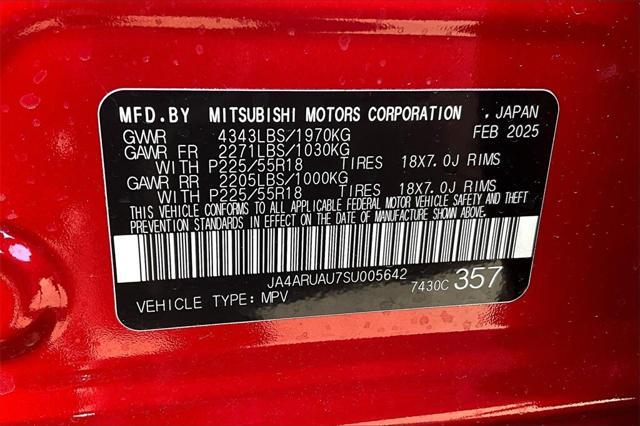 MFD.BY MITSUBISHI MOTORS CORPORATION , JAPAN
GVWR 4343LBS/1970KG FEB 2025
GAWR FR 2271LBS/1030KG
WITH P225/55R18 TIRES 18X7.0J RIMS
GAWR RR 2205LBS/1000KG
WITH P225/55R18 TIRES 18X7.0J RIMS
THIS VEHICLE CONFORMS TO ALL APPLICABLE FEDERAL MOTOR VEHICLE SAFETY AND THEFT
PREVENTION STANDARDS IN EFFECT ON THE DATE OF MANUFACTURE SHOWN ABOVE.
JA4ARUAU7SU005642 7430C 357
VEHICLE TYPE: MPV